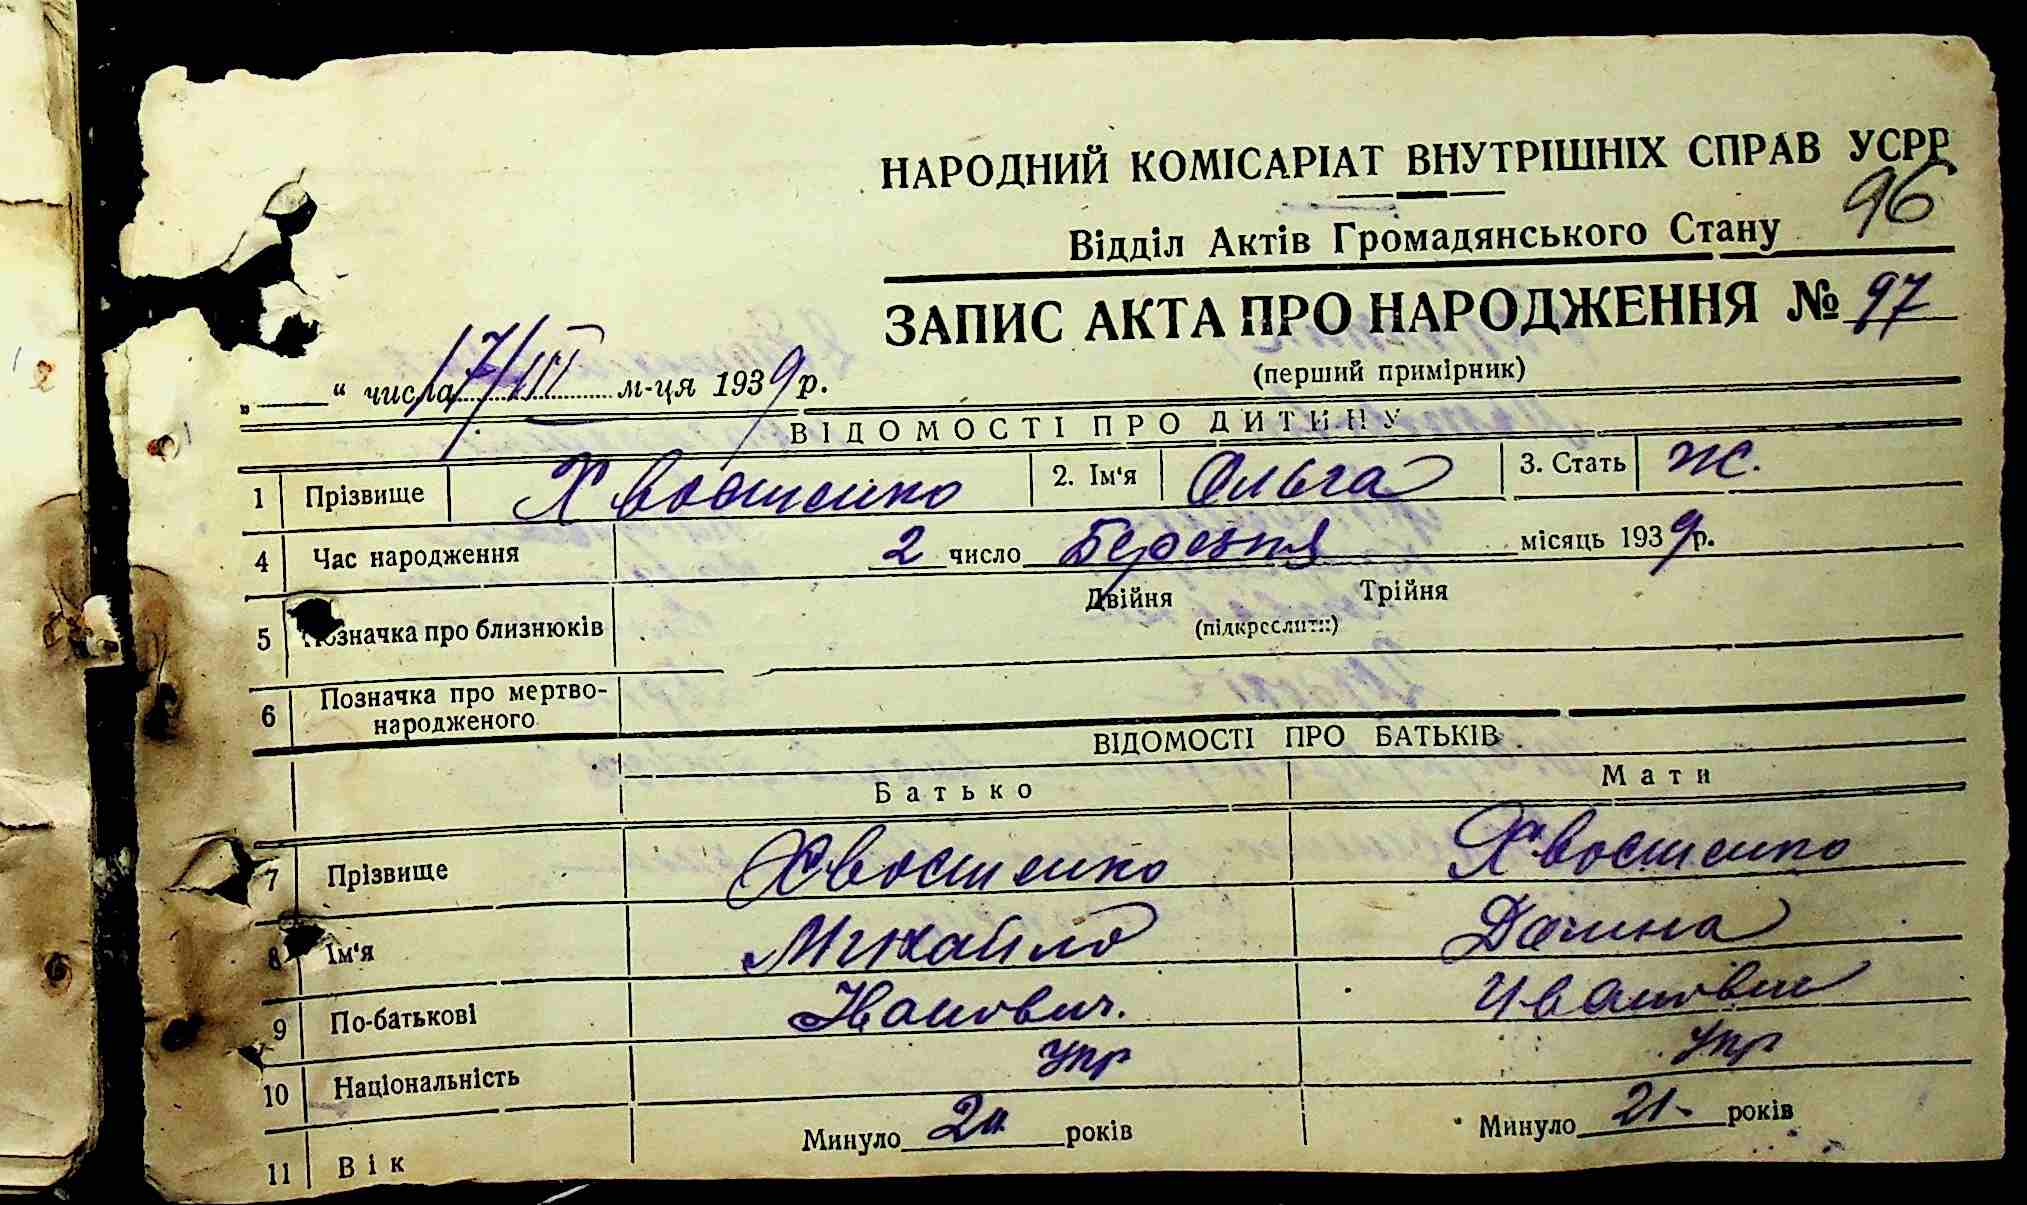 НАРОДНИЙ КОМІСАРІАТ ВНУТРІШНІХ СПРАВ УСРР
96
Відділ Актів Громадянського Стану
ЗАПИС АКТА ПРО НАРОДЖЕННЯ № 97
(перший примірник)
„ “ числа 17/III м-ця 1939 р.
ВІДОМОСТІ ПРО ДИТИНУ
1 Прізвище Хвостенко 2. Ім'я Ольга 3. Стать ж.
4 Час народження 2 число Березня місяць 1939 р.
Двійня Трійня
5 Позначка про близнюків (підкреслити)
6 Позначка про мертво-
народженого
ВІДОМОСТІ ПРО БАТЬКІВ
Батько Мати
7 Прізвище Хвостенко Хвостенко
8 Ім'я Михайло
9 По-батькові Іванович. Ивановн
10 Національність Укр Укр
11 Вік Минуло років Минуло 21- років